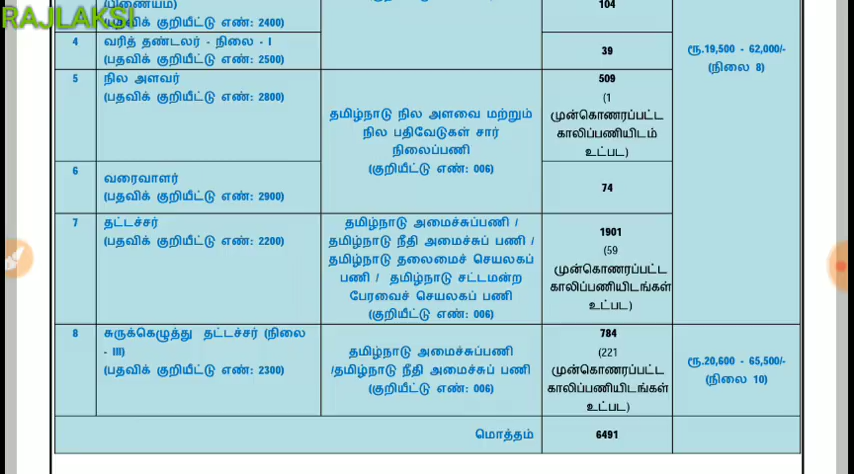 RAJLAKSI
(பிணையம்)
(பதவிக் குறியீட்டு எண்: 2400)
104
4
வரித் தண்டலர் - நிலை - I
(பதவிக் குறியீட்டு எண்: 2500)
39
ரூ.19,500 - 62,000/-
(நிலை 8)
5
நில அளவர்
(பதவிக் குறியீட்டு எண்: 2800)
தமிழ்நாடு நில அளவை மற்றும்
நில பதிவேடுகள் சார்
நிலைப்பணி
(குறியீட்டு எண்: 006)
509
(1
முன்கொணரப்பட்ட
காலிப்பணியிடம்
உட்பட)
6
வரைவாளர்
(பதவிக் குறியீட்டு எண்: 2900)
74
7
தட்டச்சர்
(பதவிக் குறியீட்டு எண்: 2200)
தமிழ்நாடு அமைச்சுப்பணி /
தமிழ்நாடு நீதி அமைச்சுப் பணி /
தமிழ்நாடு தலைமைச் செயலகப்
பணி / தமிழ்நாடு சட்டமன்ற
பேரவைச் செயலகப் பணி
(குறியீட்டு எண்: 006)
1901
(59
முன்கொணரப்பட்ட
காலிப்பணியிடங்கள்
உட்பட)
8
சுருக்கெழுத்து தட்டச்சர் (நிலை
- III)
(பதவிக் குறியீட்டு எண்: 2300)
தமிழ்நாடு அமைச்சுப்பணி
/தமிழ்நாடு நீதி அமைச்சுப் பணி
(குறியீட்டு எண்: 006)
784
(221
முன்கொணரப்பட்ட
காலிப்பணியிடங்கள்
உட்பட)
ரூ.20,600 - 65,500/-
(நிலை 10)
மொத்தம்
6491